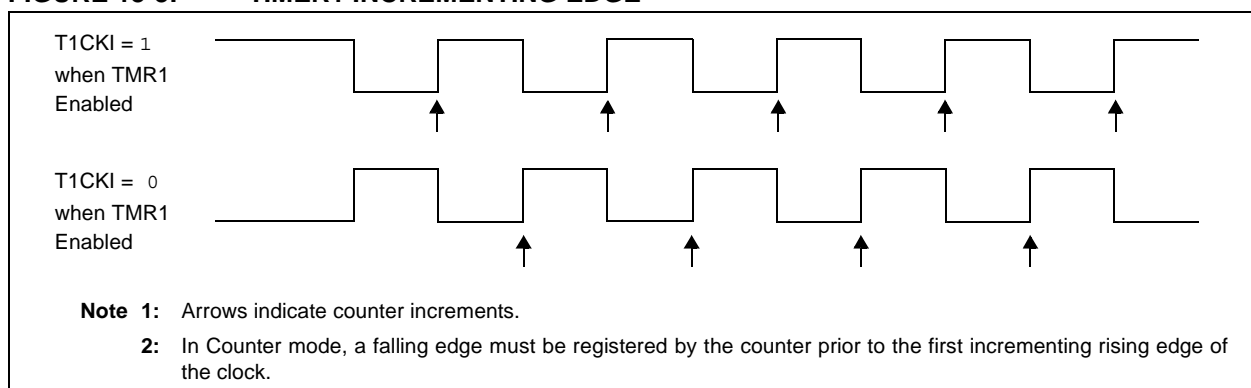 T1CKI = 1
when TMR1
Enabled
T1CKI = 0
when TMR1
Enabled
Note 1: Arrows indicate counter increments.
2: In Counter mode, a falling edge must be registered by the counter prior to the first incrementing rising edge of
the clock.